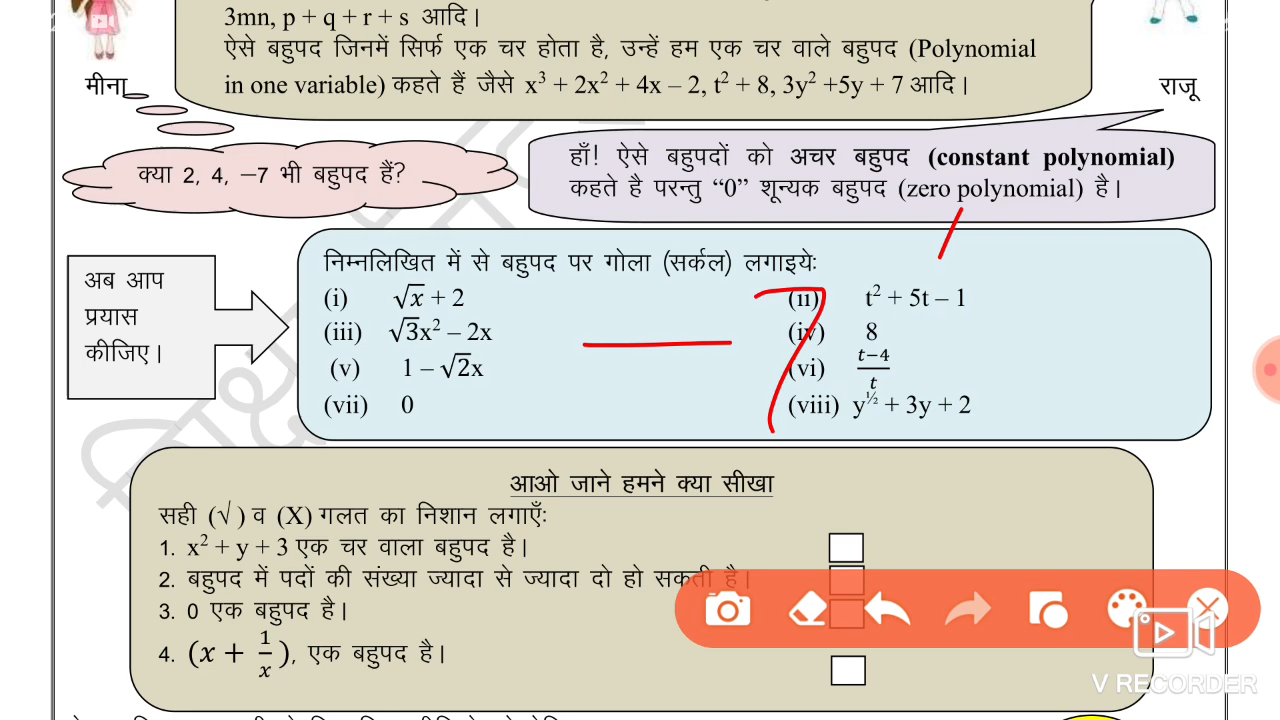 3mn, p + q + r + s आदि।
ऐसे बहुपद जिनमें सिर्फ एक चर होता है, उन्हें हम एक चर वाले बहुपद (Polynomial
in one variable) कहते हैं जैसे x³ + 2x² + 4x – 2, t² + 8, 3y² +5y + 7 आदि।
मीना
राजू
क्या 2, 4, –7 भी बहुपद हैं?
हाँ! ऐसे बहुपदों को अचर बहुपद (constant polynomial)
कहते है परन्तु “0” शून्यक बहुपद (zero polynomial) है।
अब आप
प्रयास
कीजिए।
निम्नलिखित में से बहुपद पर गोला (सर्कल) लगाइयेः
(i) √x + 2 (ii) t² + 5t – 1
(iii) √3x² – 2x (iv) 8
(v) 1 – √2x (vi) (t–4)/t
(vii) 0 (viii) y^½ + 3y + 2
आओ जाने हमने क्या सीखा
सही (√ ) व (X) गलत का निशान लगाएँः
1. x² + y + 3 एक चर वाला बहुपद है।
2. बहुपद में पदों की संख्या ज्यादा से ज्यादा दो हो सकती है।
3. 0 एक बहुपद है।
4. (x + 1/x), एक बहुपद है।
V RECORDER